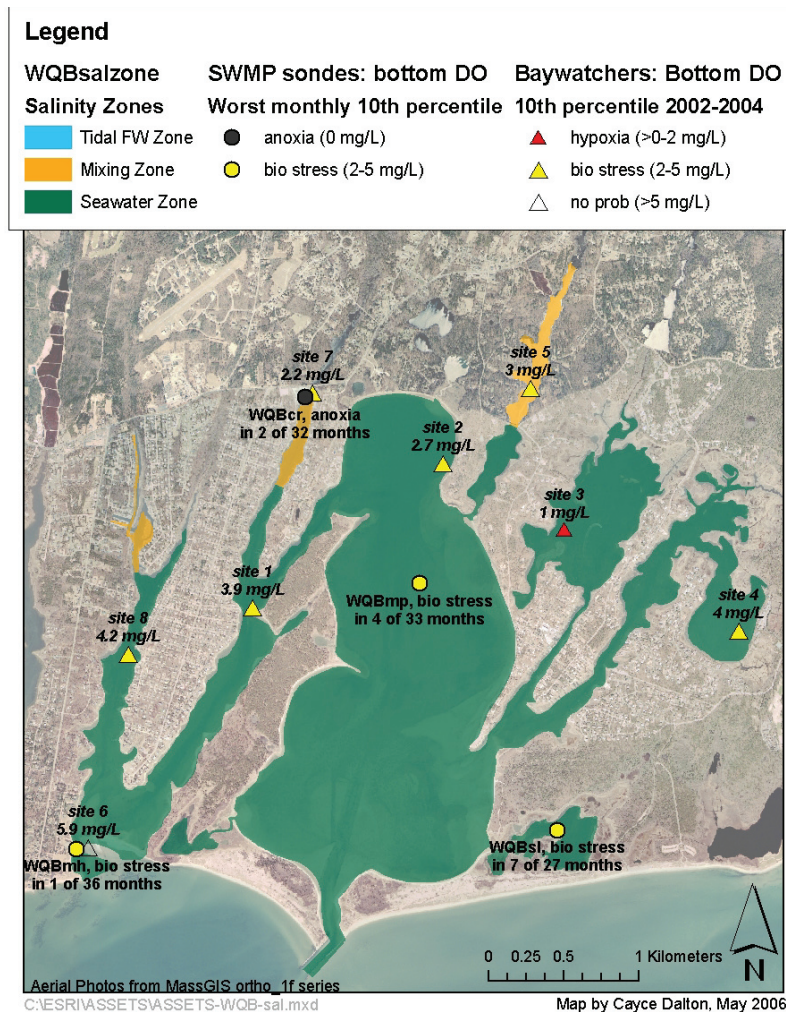 Legend
WQBsalzone
Salinity Zones
Tidal FW Zone
Mixing Zone
Seawater Zone
SWMP sondes: bottom DO
Worst monthly 10th percentile
anoxia (0 mg/L)
bio stress (2-5 mg/L)
Baywatchers: Bottom DO
10th percentile 2002-2004
hypoxia (>0-2 mg/L)
bio stress (2-5 mg/L)
no prob (>5 mg/L)
site 7
2.2 mg/L
WQBcr, anoxia
in 2 of 32 months
site 5
3 mg/L
site 2
2.7 mg/L
site 3
1 mg/L
site 1
3.9 mg/L
WQBmp, bio stress
in 4 of 33 months
site 4
4 mg/L
site 8
4.2 mg/L
site 6
5.9 mg/L
WQBmh, bio stress
in 1 of 36 months
WQBsl, bio stress
in 7 of 27 months
0 0.25 0.5 1 Kilometers
N
Aerial Photos from MassGIS ortho_1f series
C:\ESRI\ASSETS\ASSETS-WQB-sal.mxd
Map by Cayce Dalton, May 2006